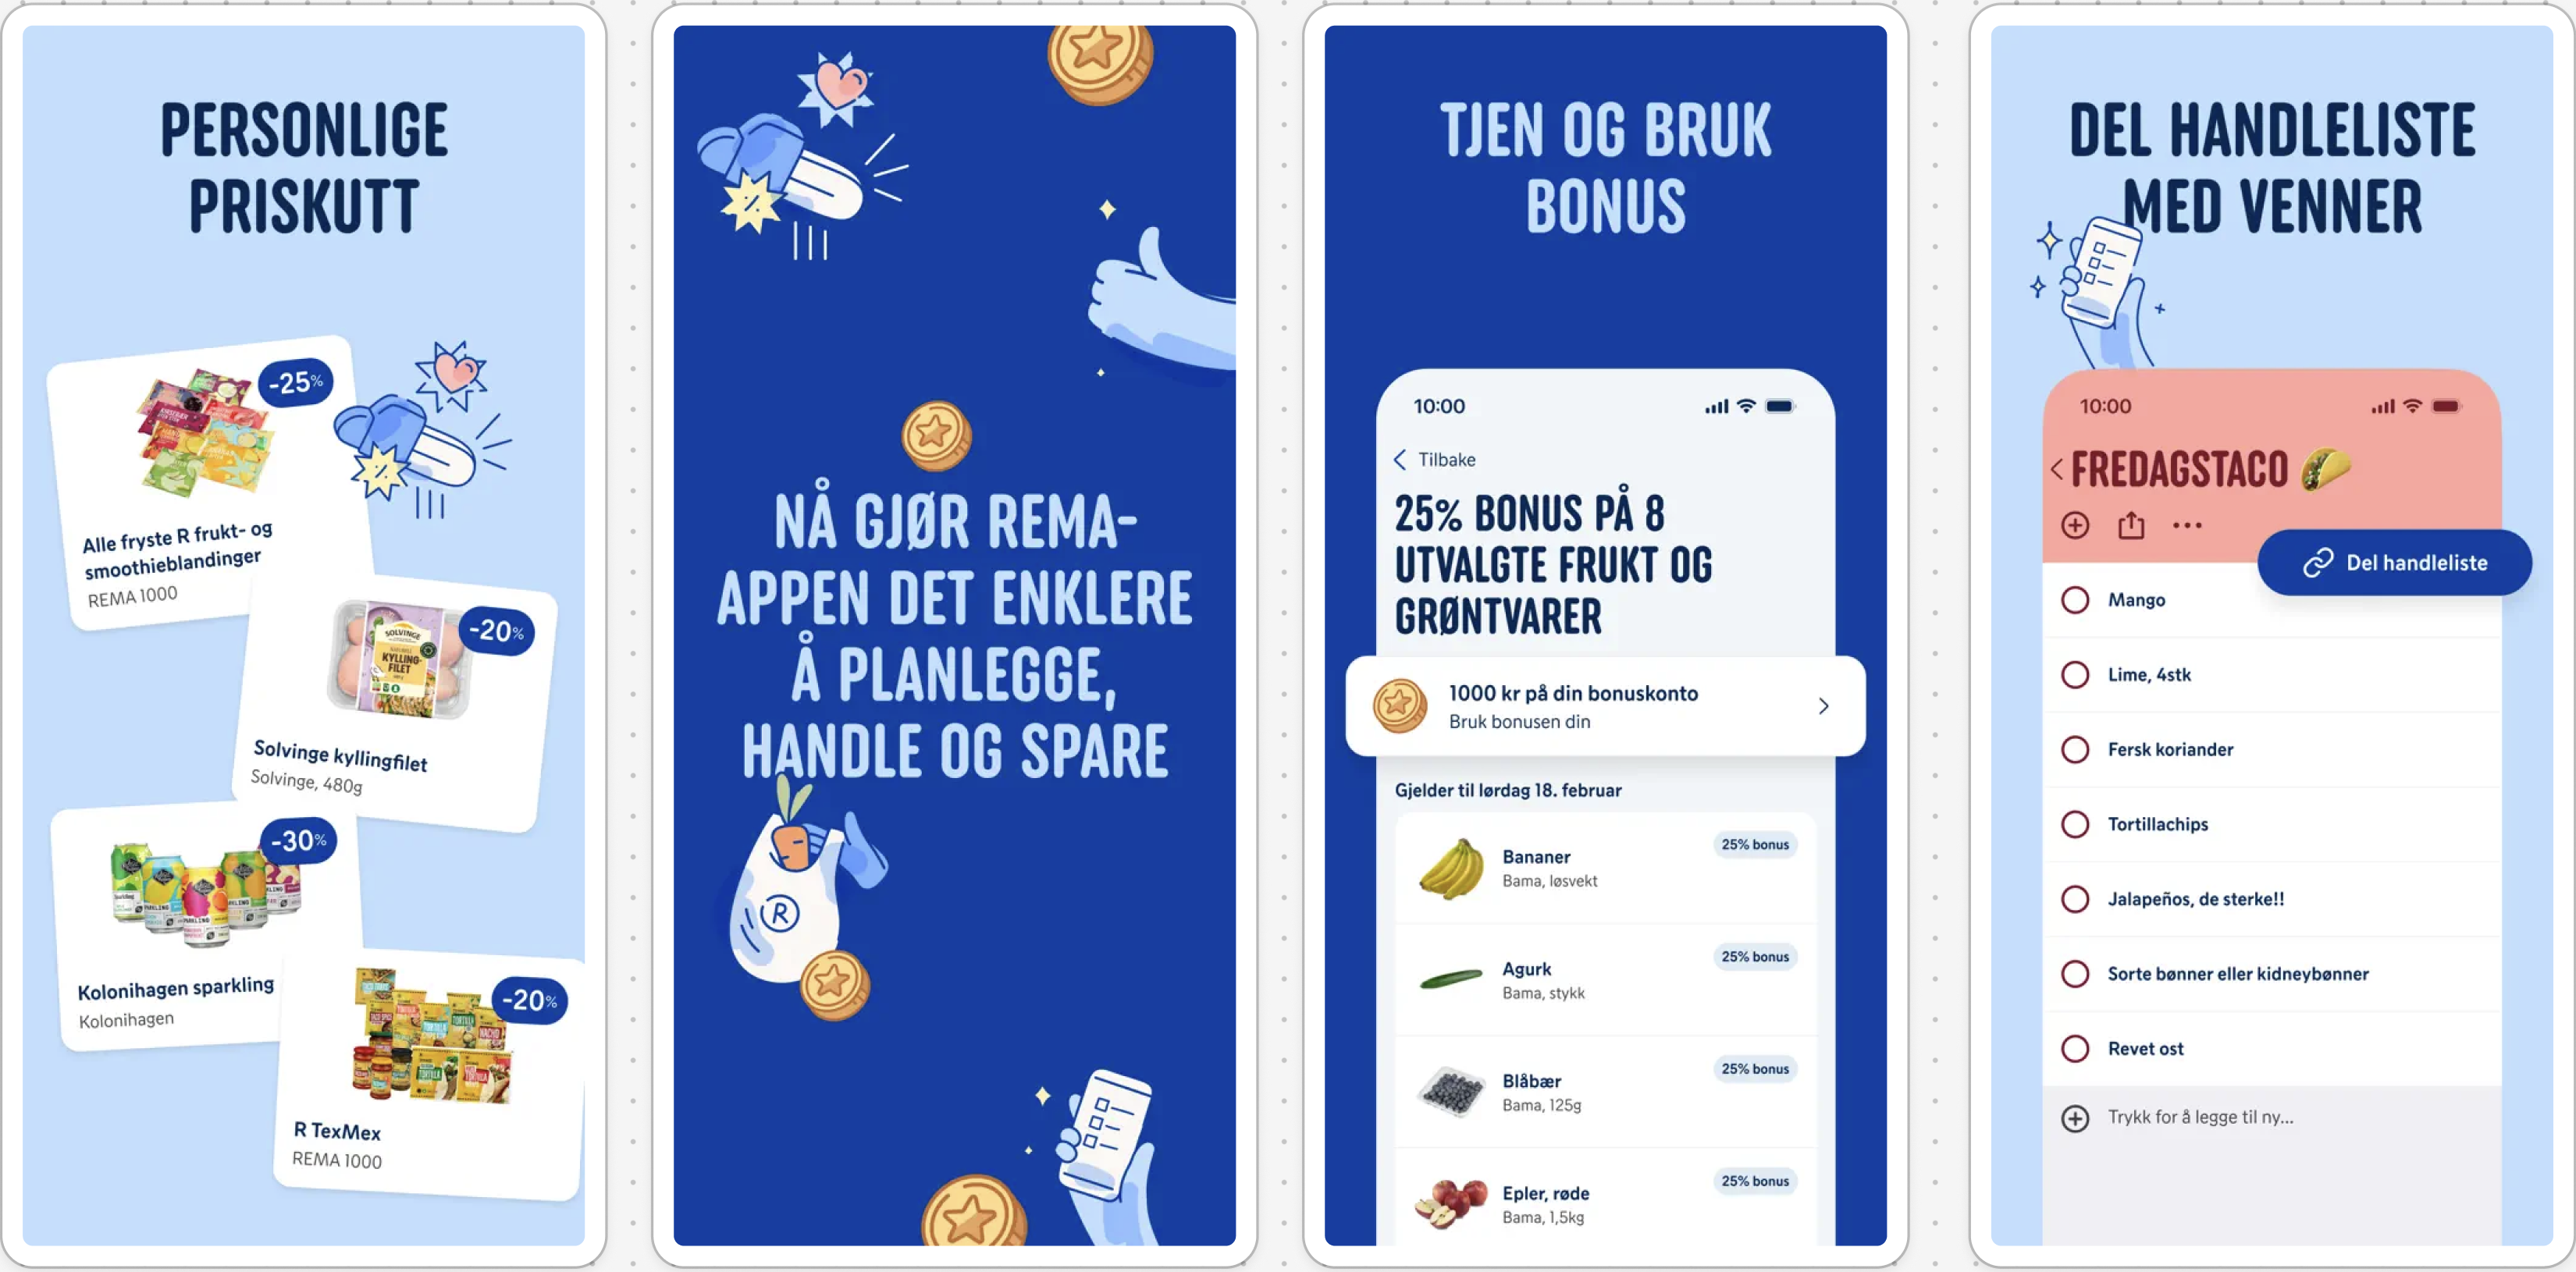 PERSONLIGE
PRISKUTT
-25%
Alle fryste R frukt- og
smoothieblandinger
REMA 1000
SOLVINGE
KYLLING-
FILET
-20%
Solvinge kyllingfilet
Solvinge, 480g
-30%
Kolonihagen sparkling
Kolonihagen
-20%
R TexMex
REMA 1000
NÅ GJØR REMA-
APPEN DET ENKLERE
Å PLANLEGGE,
HANDLE OG SPARE
R
TJEN OG BRUK
BONUS
10:00
Tilbake
25% BONUS PÅ 8
UTVALGTE FRUKT OG
GRØNTVARER
1000 kr på din bonuskonto
Bruk bonusen din
Gjelder til lørdag 18. februar
Bananer
25% bonus
Bama, løsvekt
Agurk
25% bonus
Bama, stykk
Blåbær
25% bonus
Bama, 125g
Epler, røde
25% bonus
Bama, 1,5kg
DEL HANDLELISTE
MED VENNER
10:00
FREDAGSTACO
Del handleliste
Mango
Lime, 4stk
Fersk koriander
Tortillachips
Jalapeños, de sterke!!
Sorte bønner eller kidneybønner
Revet ost
Trykk for å legge til ny...